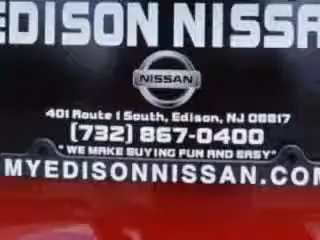 EDISON NISSA
NISSAN
401 Route 1 South, Edison, NJ 08817
(732) 867-0400
"WE MAKE BUYING FUN AND EASY"
MYEDISONNISSAN.COM